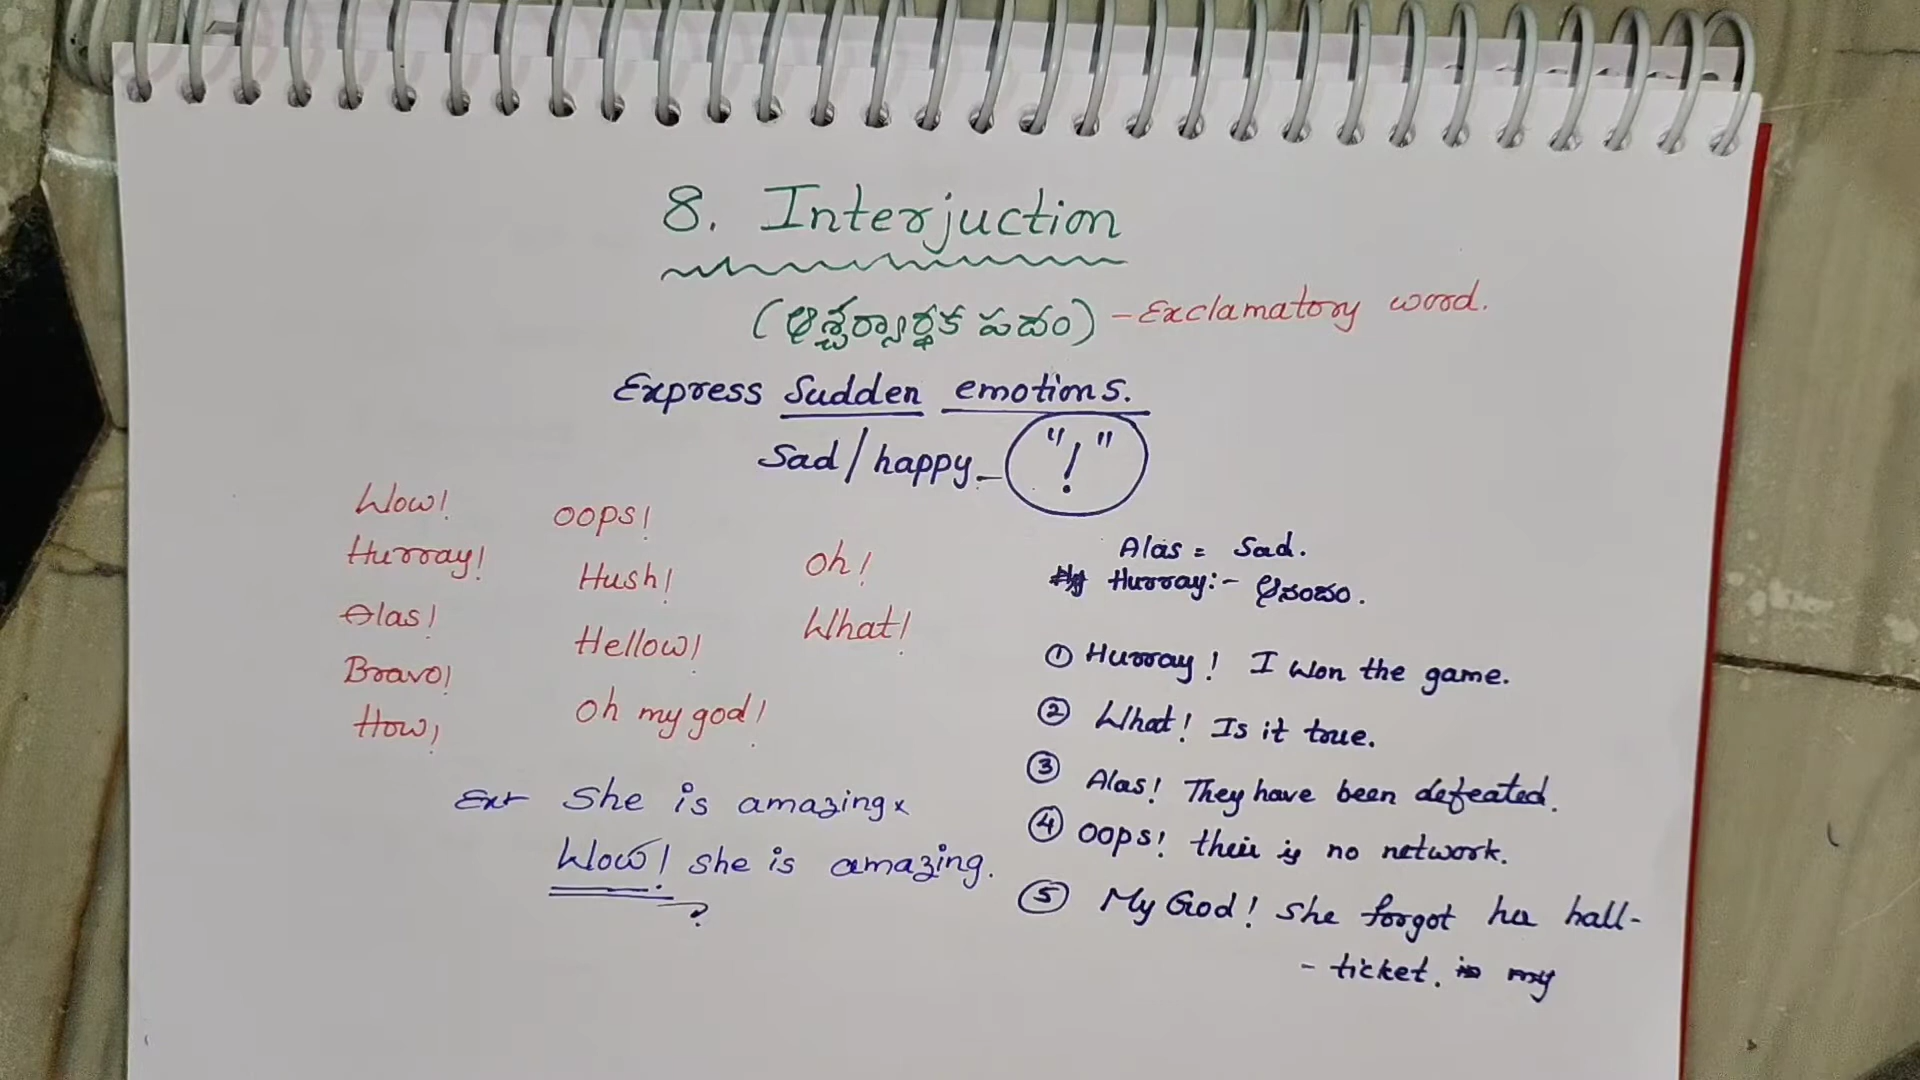 8. Interjuction
(ఆశ్చర్యార్థక పదం) - Exclamatory word.
Express Sudden emotions.
Sad / happy - "!"
Wow!
Hurray!
Alas!
Bravo!
How!
oops!
Hush!
Hellow!
oh my god!
oh!
What!
Ex:- She is amazing x
Wow! she is amazing.
?
Alas = Sad.
Hurray:- ఆనందం.
① Hurray! I won the game.
② What! Is it true.
③ Alas! They have been defeated.
④ oops! their is no network.
⑤ My God! She forgot her hall-
- ticket. in my